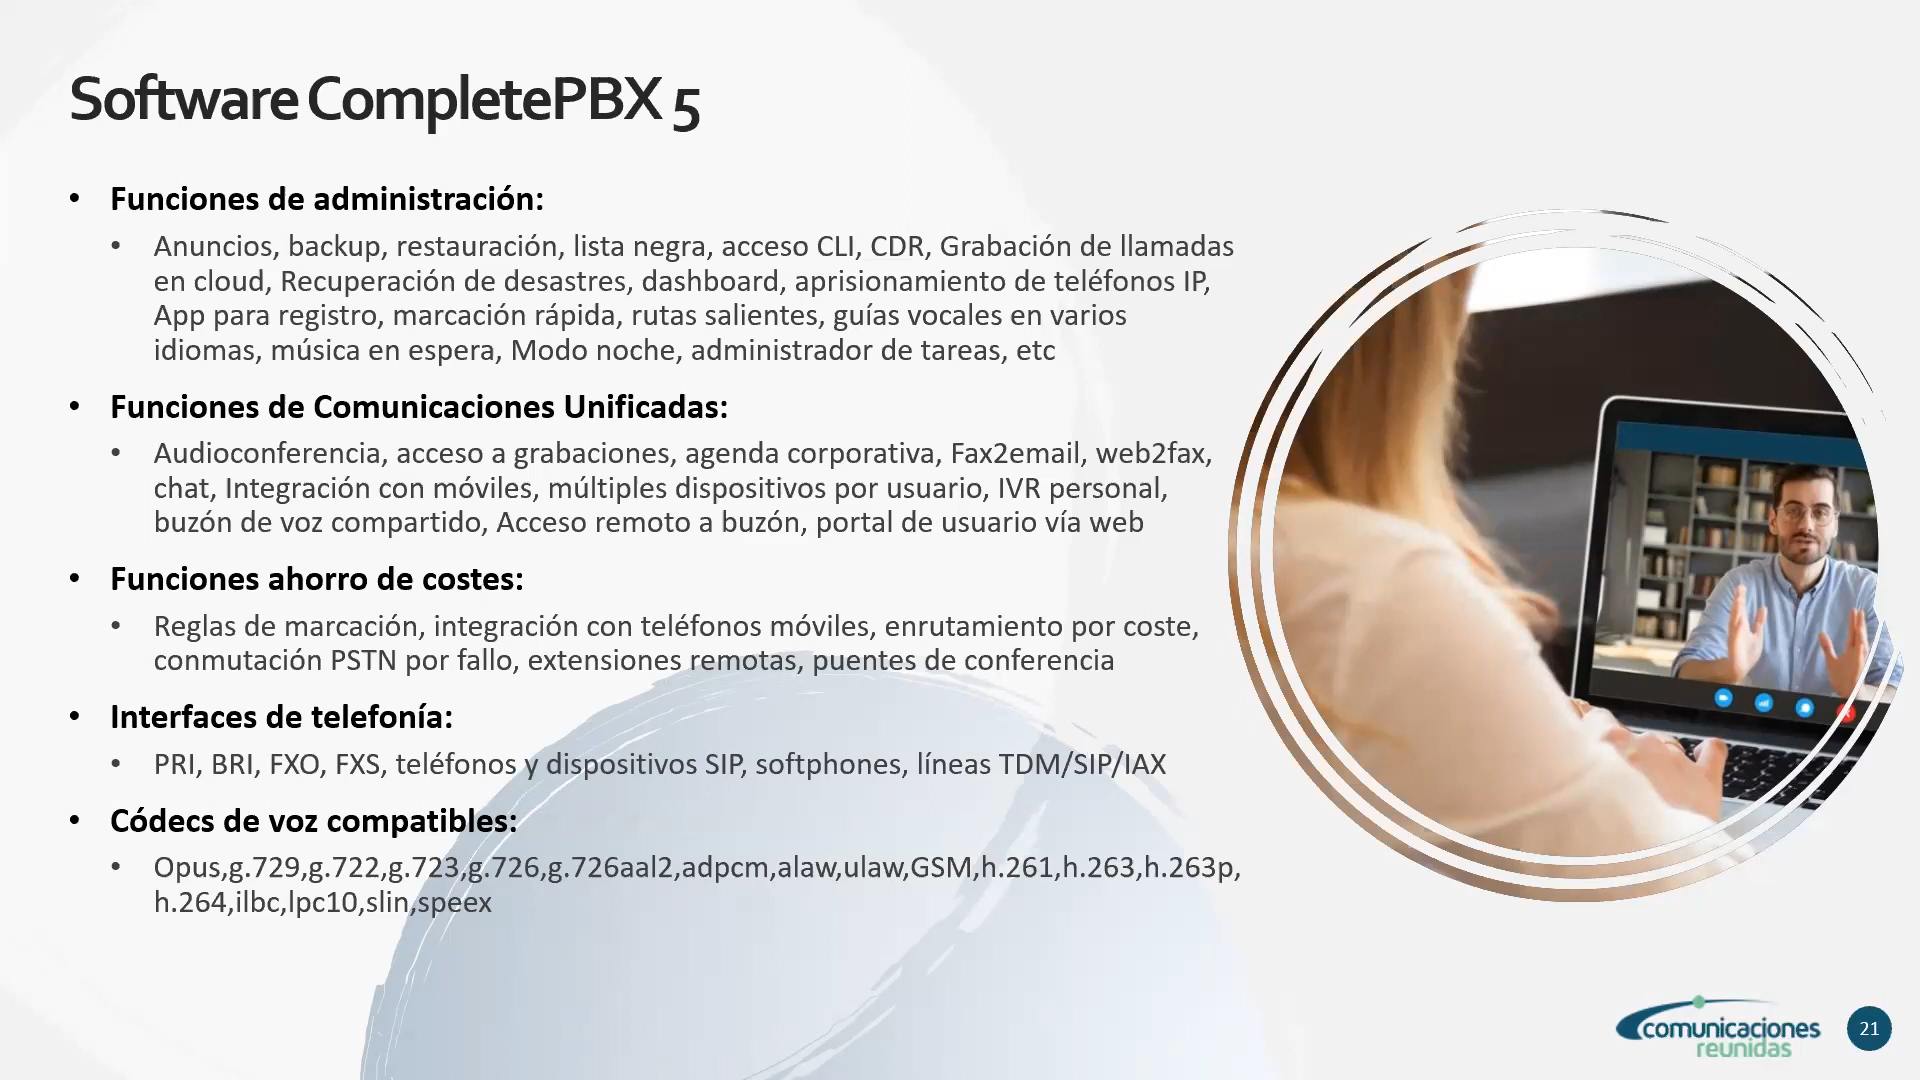 Software CompletePBX 5
• Funciones de administración:
• Anuncios, backup, restauración, lista negra, acceso CLI, CDR, Grabación de llamadas
en cloud, Recuperación de desastres, dashboard, aprisionamiento de teléfonos IP,
App para registro, marcación rápida, rutas salientes, guías vocales en varios
idiomas, música en espera, Modo noche, administrador de tareas, etc
• Funciones de Comunicaciones Unificadas:
• Audioconferencia, acceso a grabaciones, agenda corporativa, Fax2email, web2fax,
chat, Integración con móviles, múltiples dispositivos por usuario, IVR personal,
buzón de voz compartido, Acceso remoto a buzón, portal de usuario vía web
• Funciones ahorro de costes:
• Reglas de marcación, integración con teléfonos móviles, enrutamiento por coste,
conmutación PSTN por fallo, extensiones remotas, puentes de conferencia
• Interfaces de telefonía:
• PRI, BRI, FXO, FXS, teléfonos y dispositivos SIP, softphones, líneas TDM/SIP/IAX
• Códecs de voz compatibles:
• Opus,g.729,g.722,g.723,g.726,g.726aal2,adpcm,alaw,ulaw,GSM,h.261,h.263,h.263p,
h.264,ilbc,lpc10,slin,speex
comunicaciones
reunidas
21